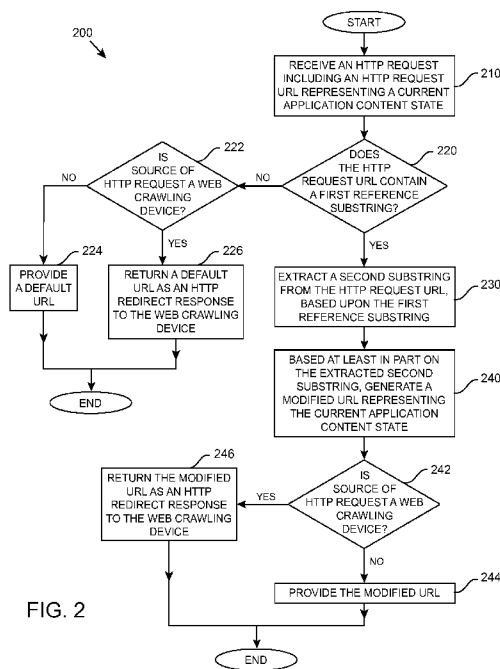 200
START
RECEIVE AN HTTP REQUEST
INCLUDING AN HTTP REQUEST
URL REPRESENTING A CURRENT
APPLICATION CONTENT STATE
210
DOES
THE HTTP
REQUEST URL CONTAIN
A FIRST REFERENCE
SUBSTRING?
220
NO
YES
IS
SOURCE OF
HTTP REQUEST A WEB
CRAWLING
DEVICE?
222
NO
YES
PROVIDE
A DEFAULT
URL
224
RETURN A DEFAULT
URL AS AN HTTP
REDIRECT RESPONSE
TO THE WEB CRAWLING
DEVICE
226
END
EXTRACT A SECOND SUBSTRING
FROM THE HTTP REQUEST URL,
BASED UPON THE FIRST
REFERENCE SUBSTRING
230
BASED AT LEAST IN PART ON
THE EXTRACTED SECOND
SUBSTRING, GENERATE A
MODIFIED URL REPRESENTING
THE CURRENT APPLICATION
CONTENT STATE
240
IS
SOURCE OF
HTTP REQUEST A WEB
CRAWLING
DEVICE?
242
YES
NO
RETURN THE MODIFIED
URL AS AN HTTP
REDIRECT RESPONSE
TO THE WEB CRAWLING
DEVICE
246
PROVIDE THE MODIFIED URL
244
END
FIG. 2